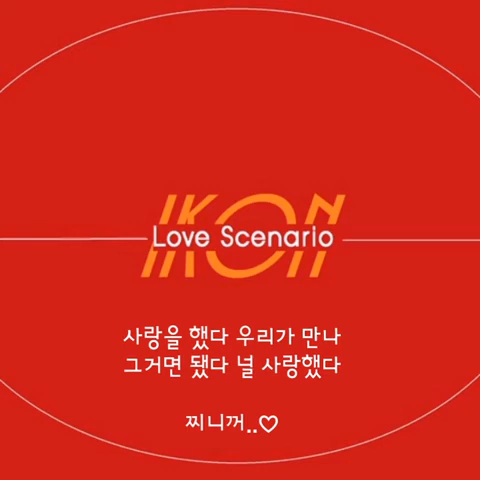 IKON
Love Scenario
사랑을 했다 우리가 만나
그거면 됐다 널 사랑했다
찌니꺼..♡